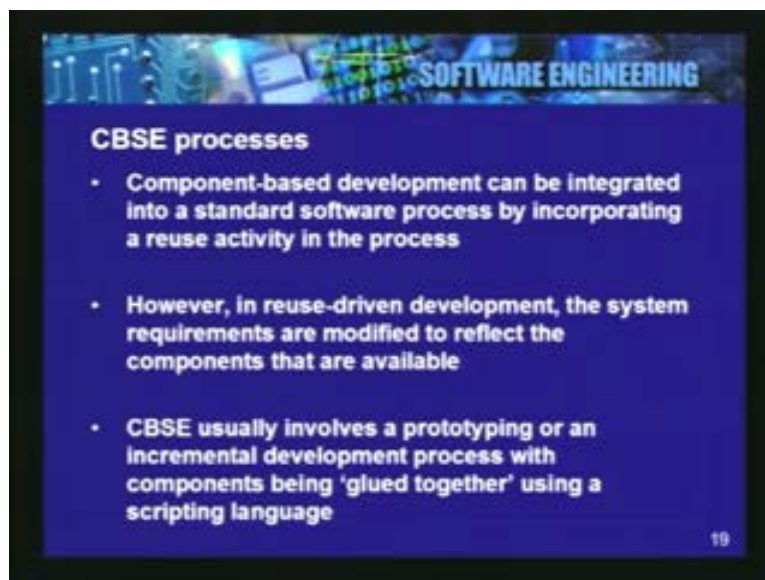 SOFTWARE ENGINEERING
CBSE processes
• Component-based development can be integrated
into a standard software process by incorporating
a reuse activity in the process
• However, in reuse-driven development, the system
requirements are modified to reflect the
components that are available
• CBSE usually involves a prototyping or an
incremental development process with
components being 'glued together' using a
scripting language
19